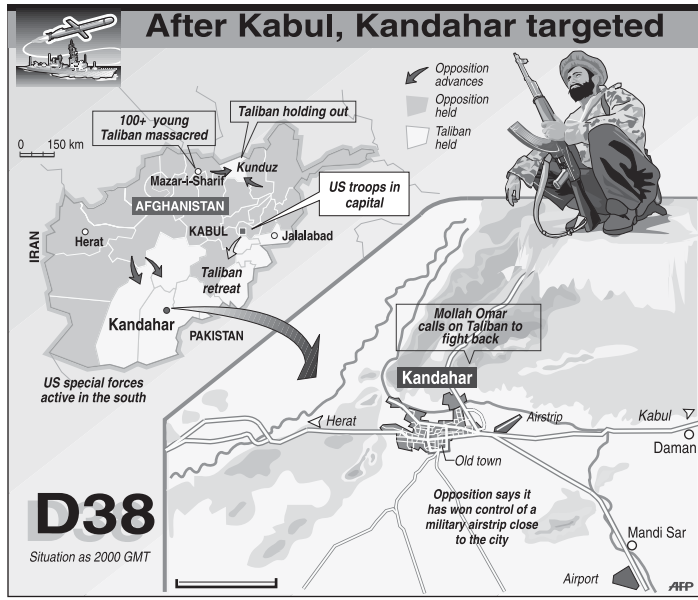 After Kabul, Kandahar targeted
Opposition
advances
Opposition
held
Taliban
held
100+ young
Taliban massacred
Taliban holding out
0 150 km
Mazar-i-Sharif
Kunduz
AFGHANISTAN
US troops in
capital
IRAN
Herat
KABUL
Jalalabad
Taliban
retreat
Kandahar
PAKISTAN
US special forces
active in the south
Mollah Omar
calls on Taliban to
fight back
Kandahar
Herat
Airstrip
Kabul
Daman
Old town
Opposition says it
has won control of a
military airstrip close
to the city
D38
Situation as 2000 GMT
Mandi Sar
Airport
AFP